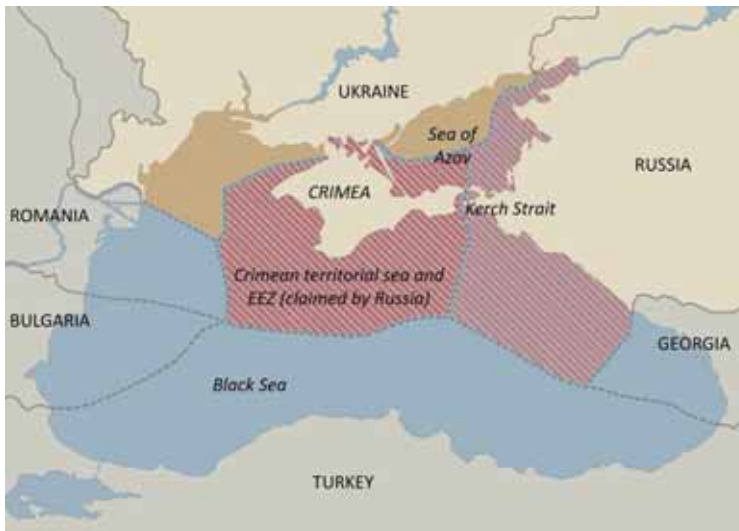 UKRAINE
Sea of
Azov
RUSSIA
CRIMEA
ROMANIA
Kerch Strait
Crimean territorial sea and
EEZ (claimed by Russia)
BULGARIA
GEORGIA
Black Sea
TURKEY